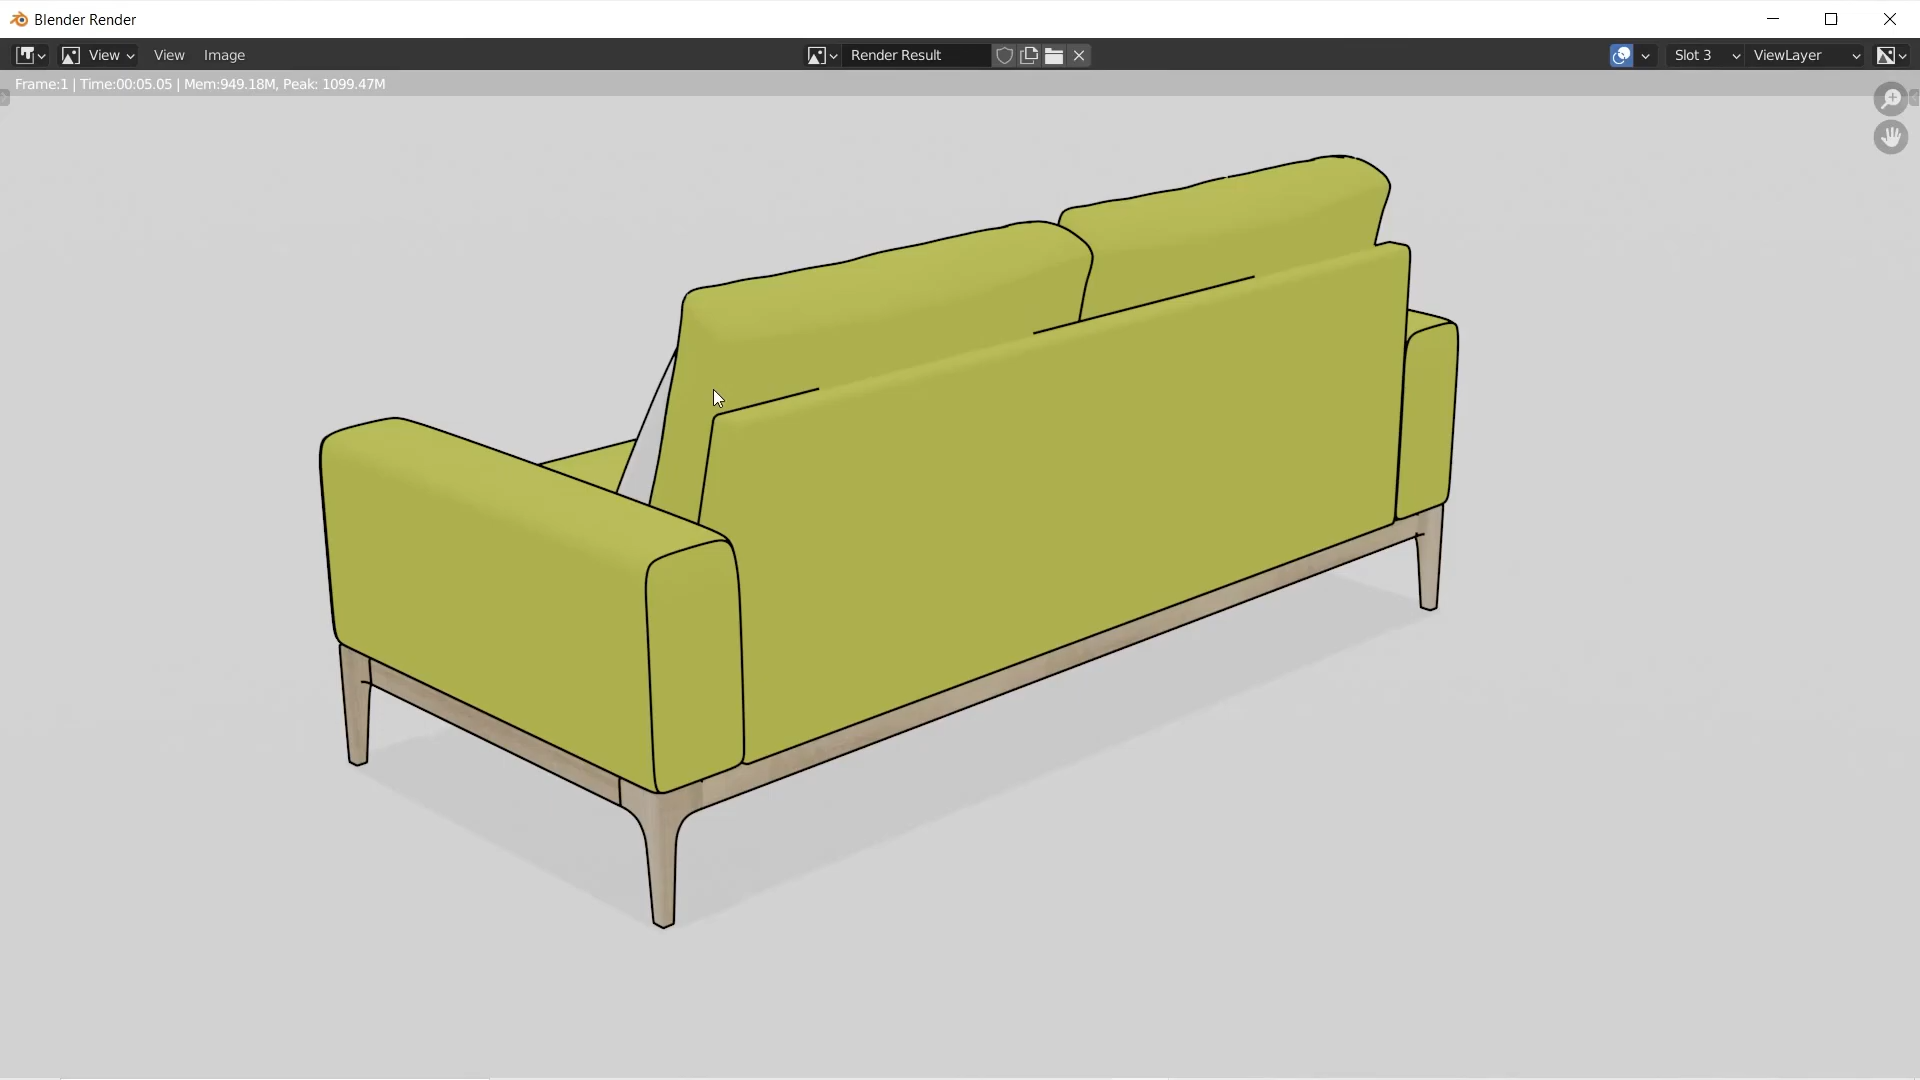 Blender Render
View View Image Render Result Slot 3 ViewLayer
Frame:1 | Time:00:05.05 | Mem:949.18M, Peak: 1099.47M